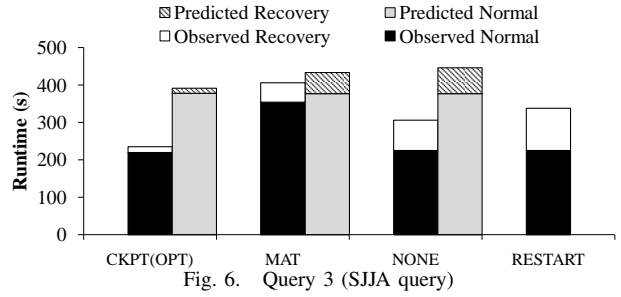 Predicted Recovery Predicted Normal
Observed Recovery Observed Normal
500
400
300
200
100
0
Runtime (s)
CKPT(OPT) MAT NONE RESTART
Fig. 6. Query 3 (SJJA query)